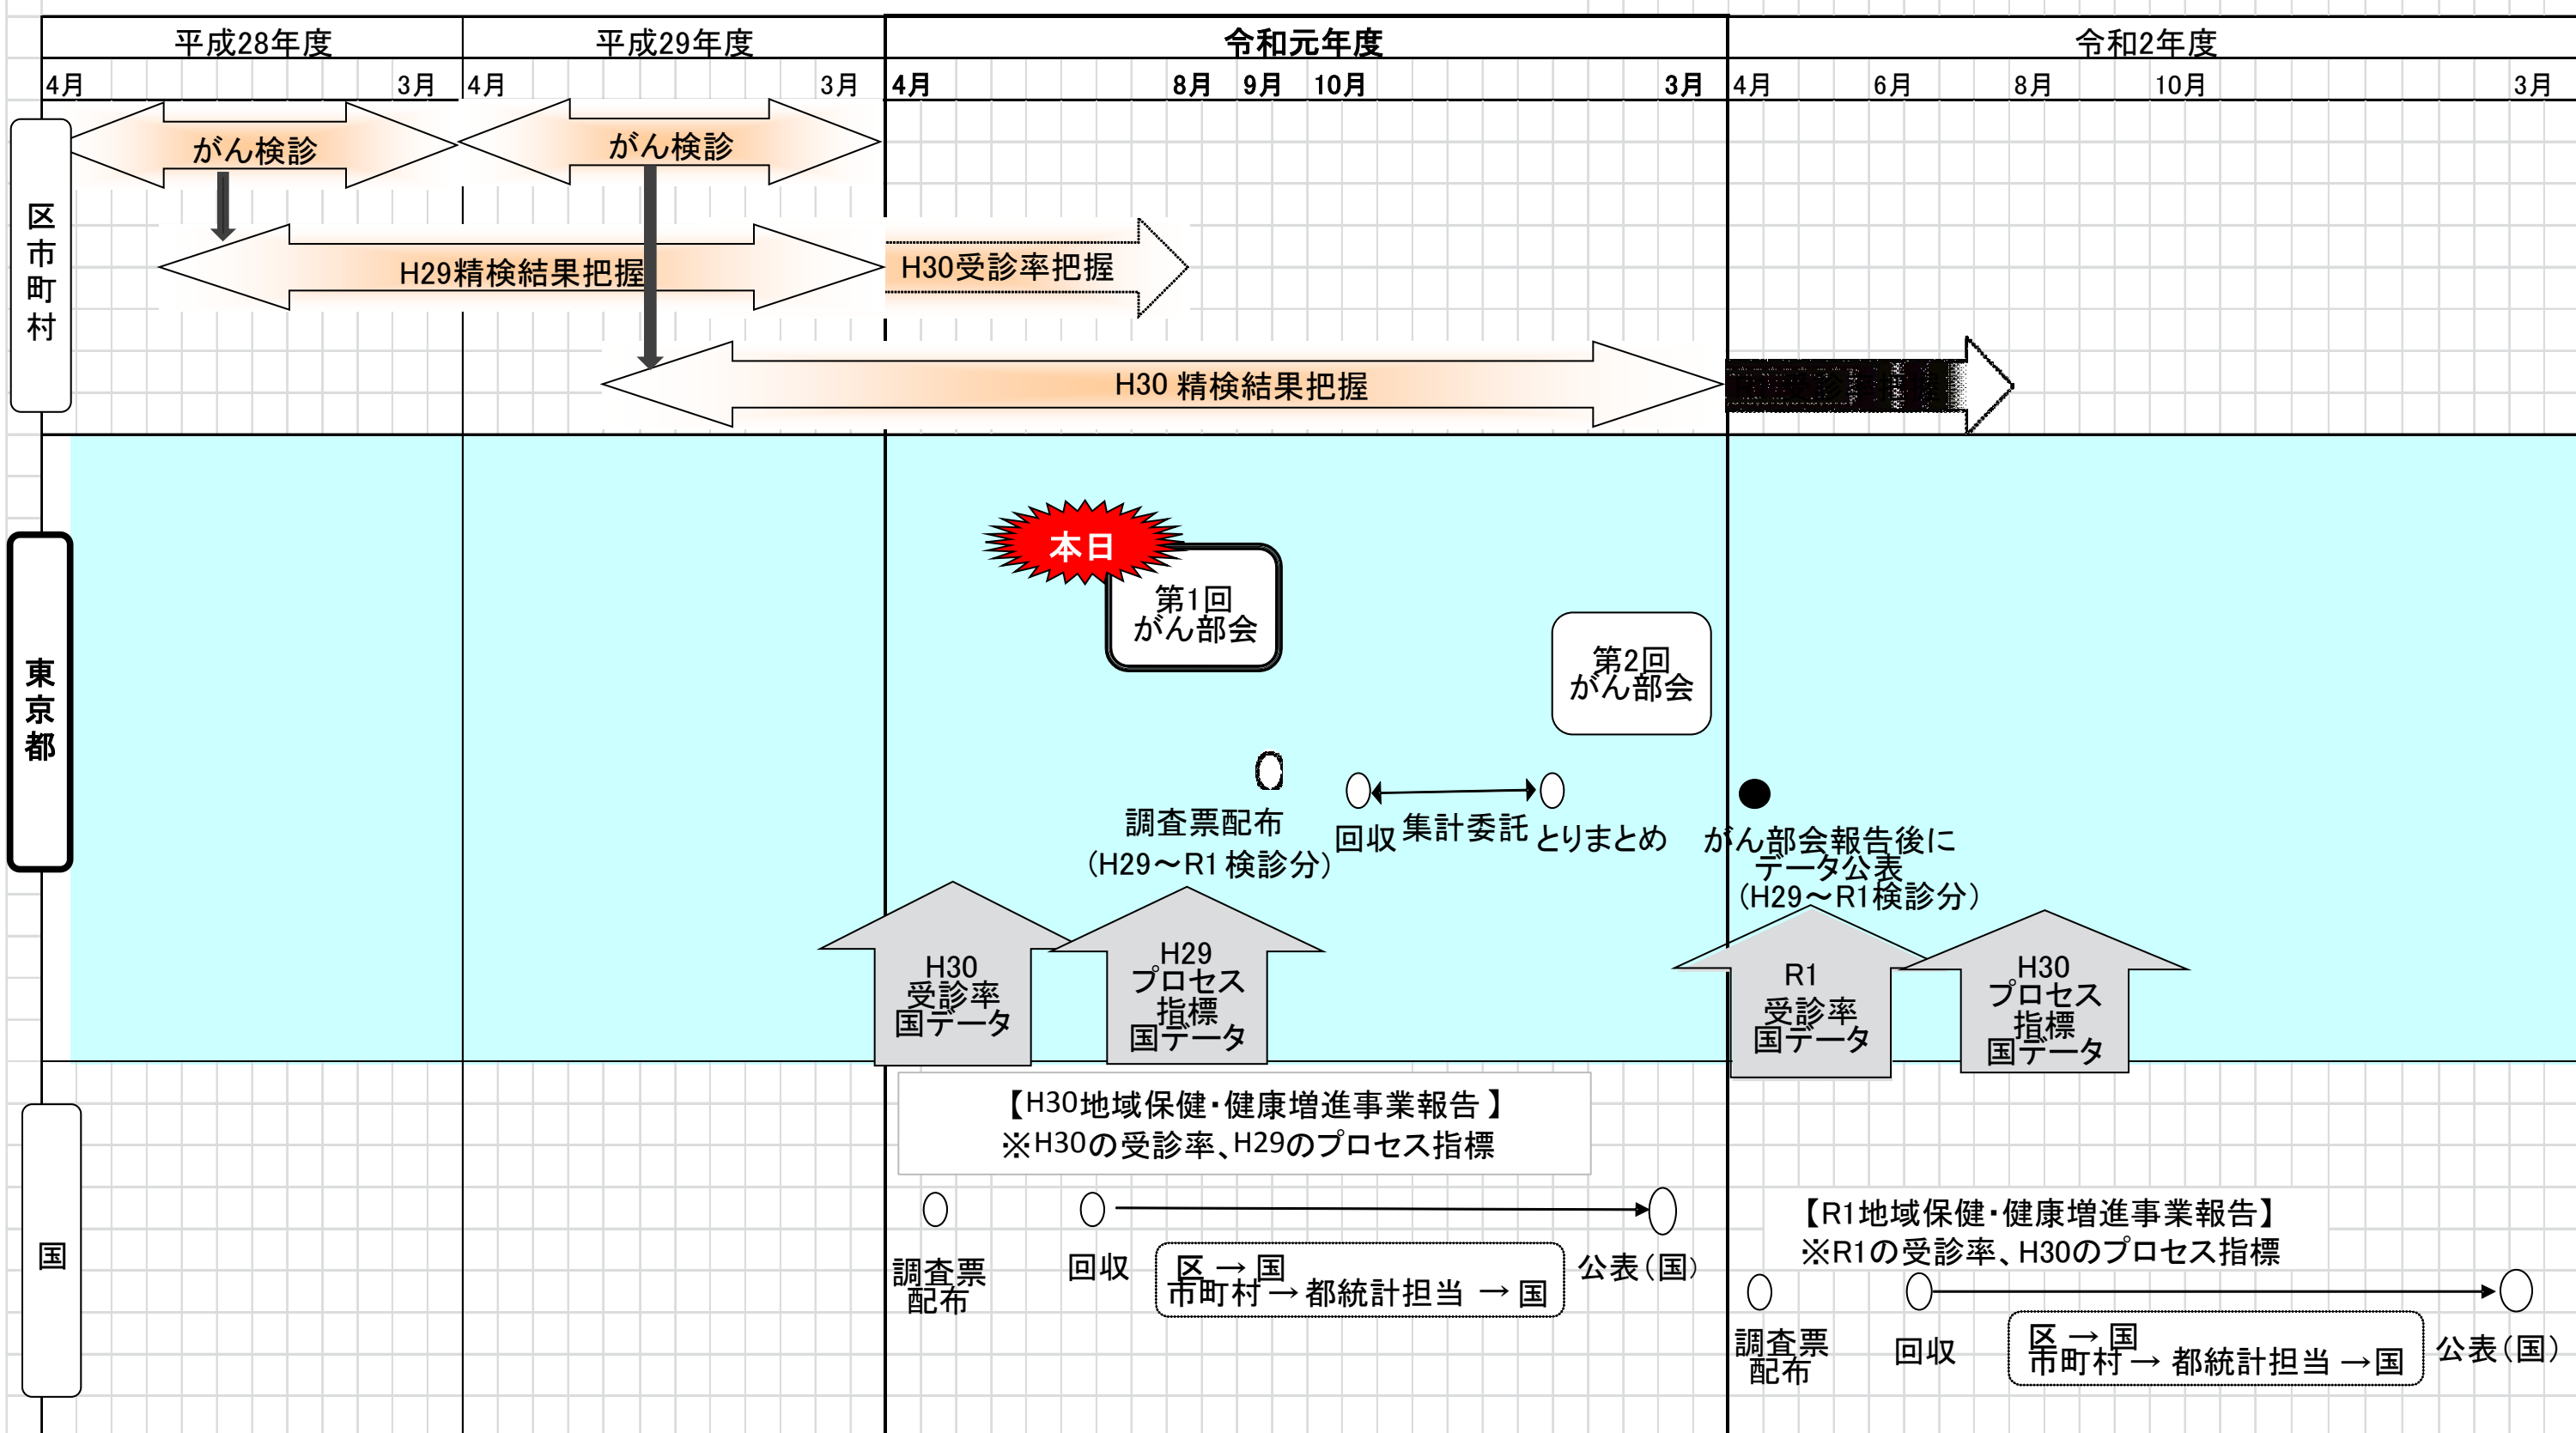 平成28年度
平成29年度
令和元年度
令和2年度
4月
3月
4月
3月
4月
8月
9月
10月
3月
4月
6月
8月
10月
3月
区市町村
がん検診
がん検診
H29精検結果把握
H30受診率把握
H30 精検結果把握
東京都
本日
第1回
がん部会
第2回
がん部会
調査票配布
（H29～R1 検診分）
回収
集計委託
とりまとめ
がん部会報告後に
データ公表
（H29～R1検診分）
H30
受診率
国データ
H29
プロセス
指標
国データ
R1
受診率
国データ
H30
プロセス
指標
国データ
国
【H30地域保健・健康増進事業報告 】
※H30の受診率、H29のプロセス指標
調査票
配布
回収
区 → 国
市町村 → 都統計担当 → 国
公表（国）
【R1地域保健・健康増進事業報告】
※R1の受診率、H30のプロセス指標
調査票
配布
回収
区 → 国
市町村 → 都統計担当 → 国
公表（国）